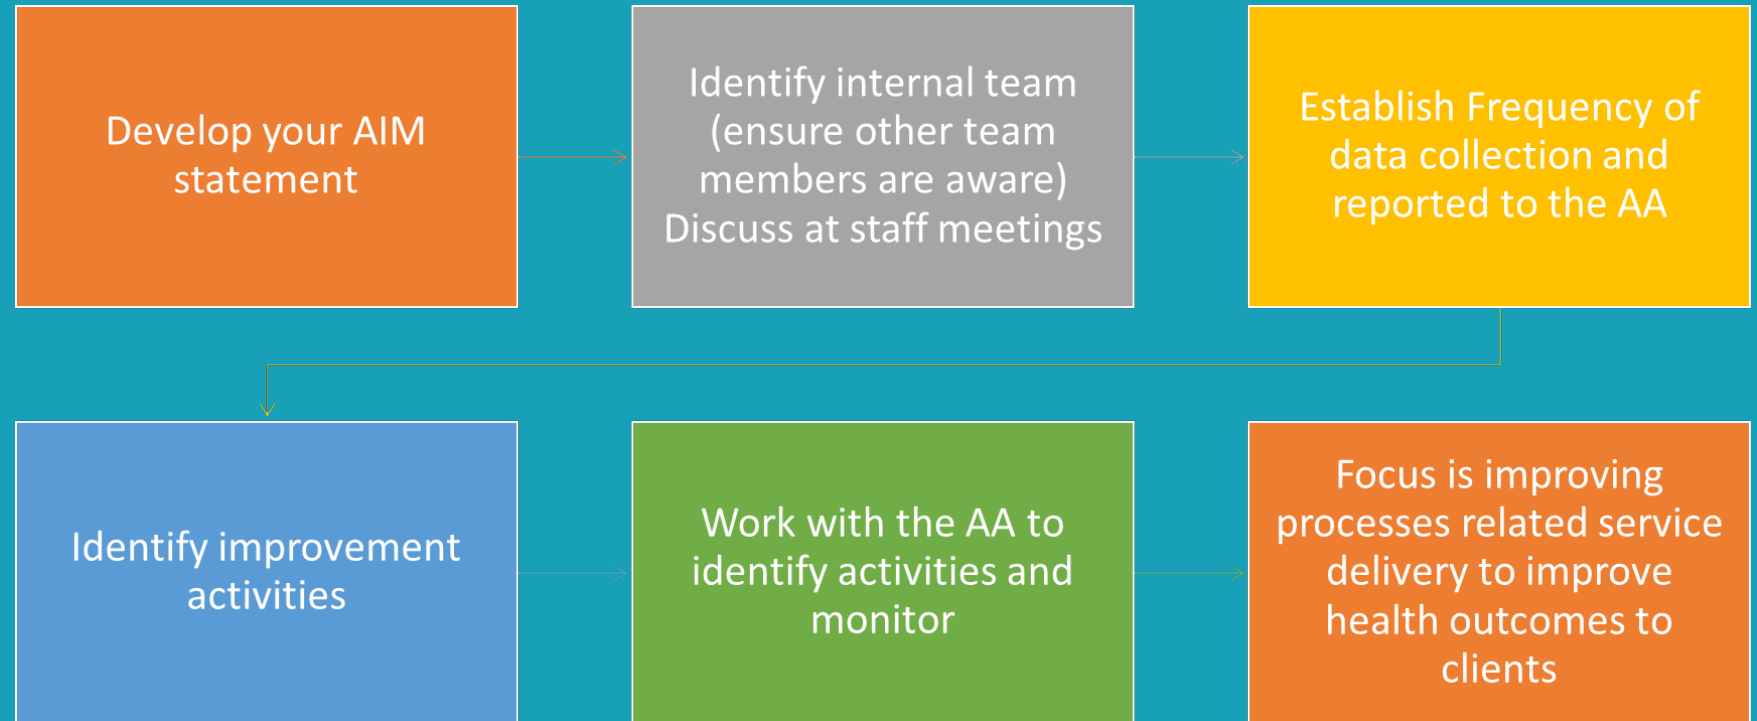 Develop your AIM
statement
Identify internal team
(ensure other team
members are aware)
Discuss at staff meetings
Establish Frequency of
data collection and
reported to the AA
Identify improvement
activities
Work with the AA to
identify activities and
monitor
Focus is improving
processes related service
delivery to improve
health outcomes to
clients